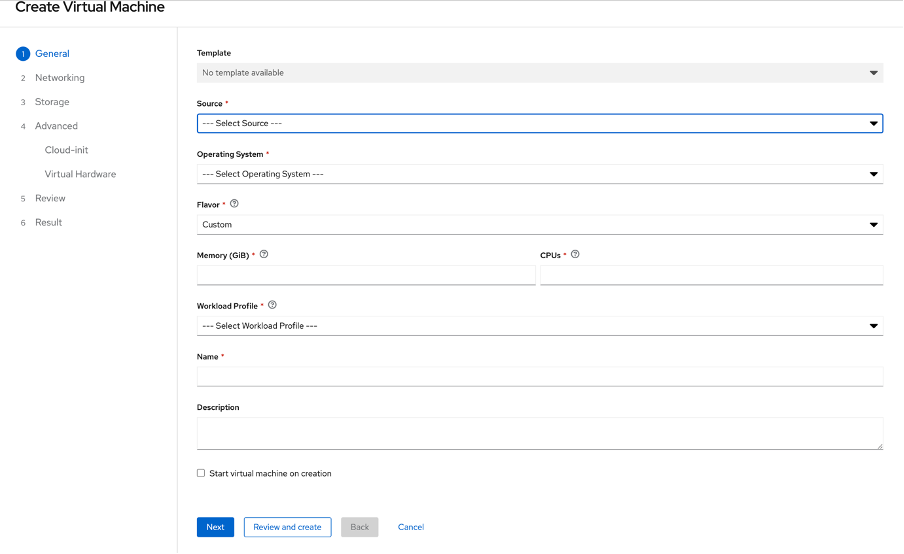 Create Virtual Machine
1 General
2 Networking
3 Storage
4 Advanced
Cloud-init
Virtual Hardware
5 Review
6 Result
Template
No template available
Source *
--- Select Source ---
Operating System *
--- Select Operating System ---
Flavor * ?
Custom
Memory (GiB) * ? CPUs * ?
Workload Profile * ?
--- Select Workload Profile ---
Name *
Description
Start virtual machine on creation
Next Review and create Back Cancel